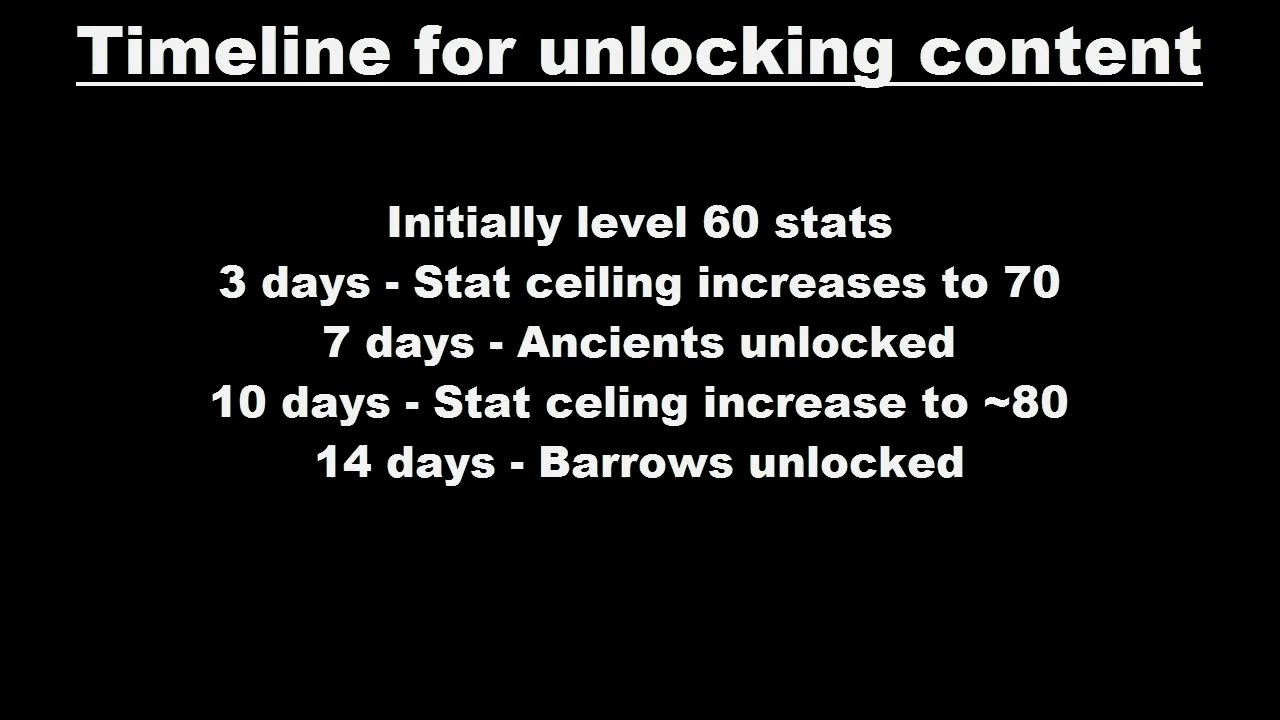 Timeline for unlocking content
Initially level 60 stats
3 days - Stat ceiling increases to 70
7 days - Ancients unlocked
10 days - Stat celing increase to ~80
14 days - Barrows unlocked